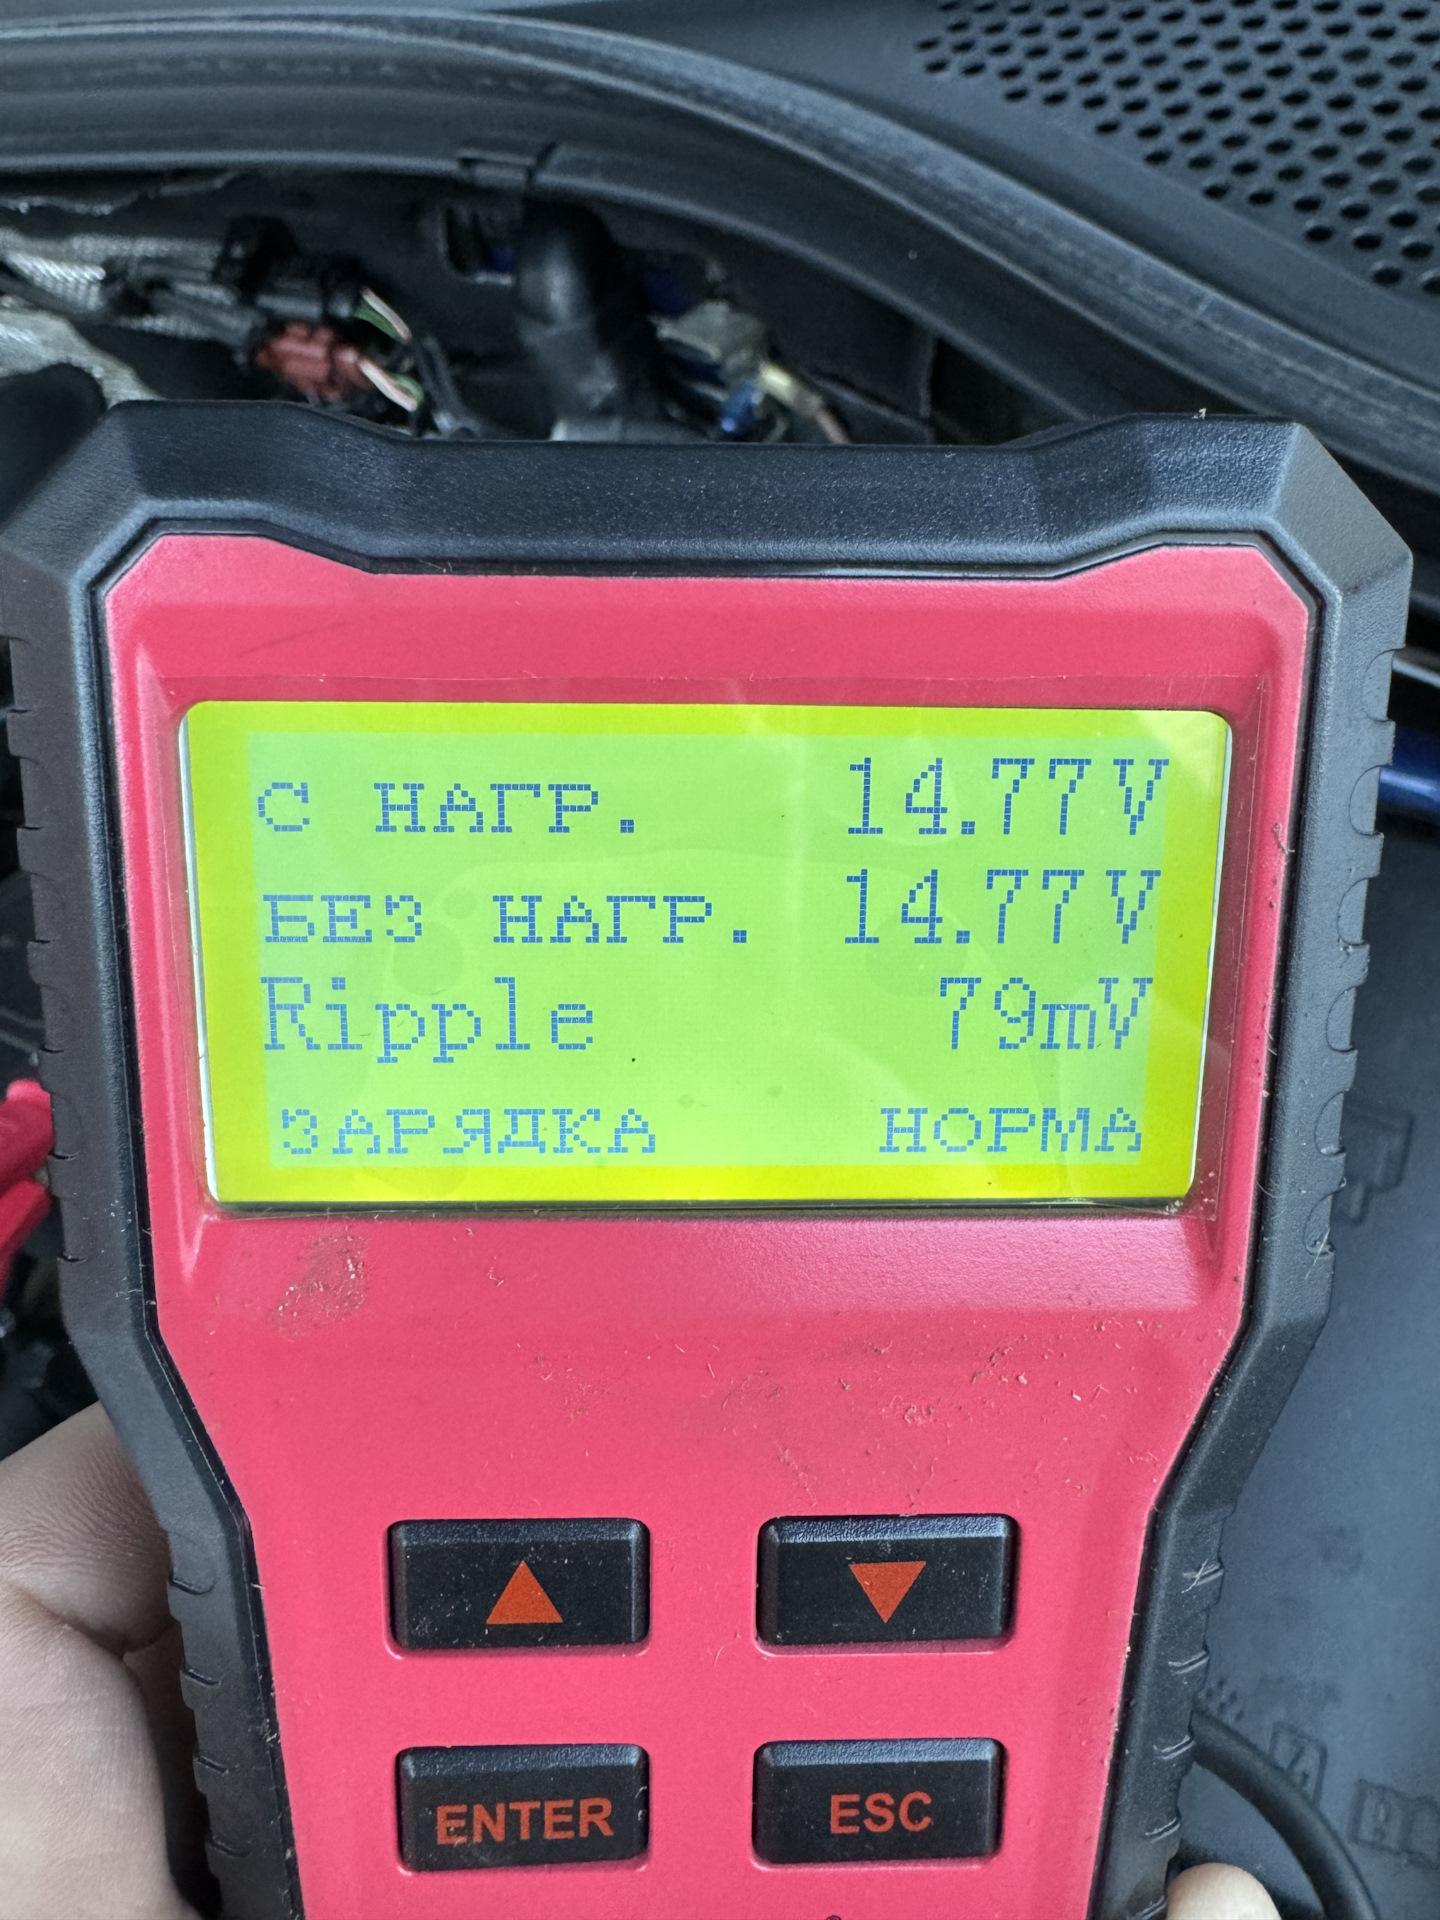 С НАГР. 14.77V
БЕЗ НАГР. 14.77V
Ripple 79mV
ЗАРЯДКА НОРМА
ENTER ESC